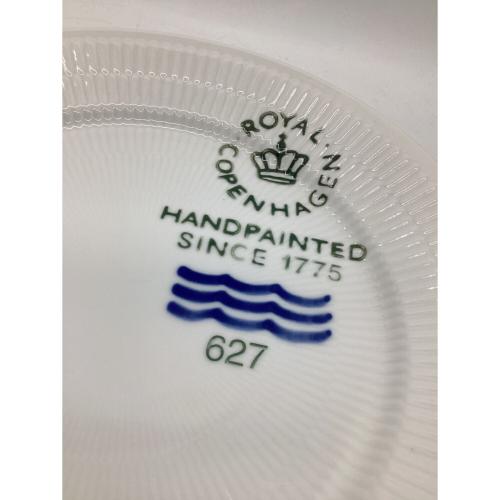 ROYAL
COPENHAGEN
HANDPAINTED
SINCE 1775
627